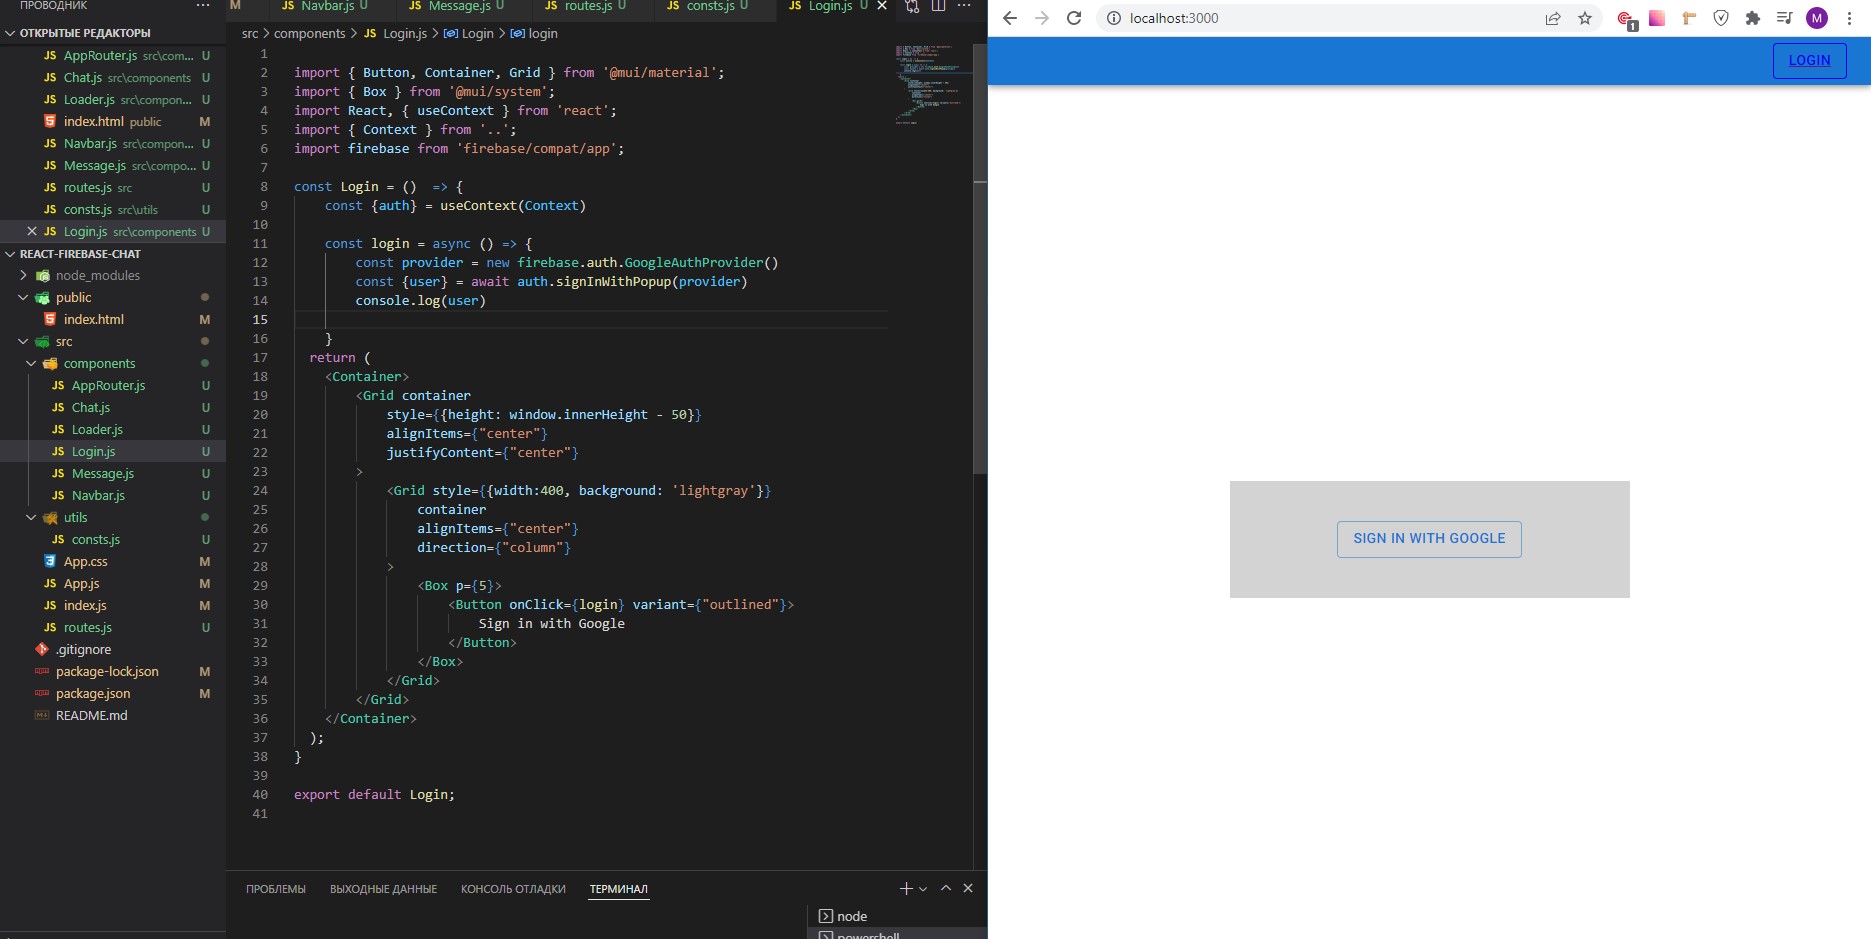 ПРОВОДНИК ···
ОТКРЫТЫЕ РЕДАКТОРЫ
JS AppRouter.js src\com... U
JS Chat.js src\components U
JS Loader.js src\compon... U
index.html public M
JS Navbar.js src\compon... U
JS Message.js src\compo... U
JS routes.js src U
JS consts.js src\utils U
JS Login.js src\components U
REACT-FIREBASE-CHAT
node_modules
public
index.html M
src
components
JS AppRouter.js U
JS Chat.js U
JS Loader.js U
JS Login.js U
JS Message.js U
JS Navbar.js U
utils
JS consts.js U
App.css M
JS App.js M
JS index.js M
JS routes.js U
.gitignore
package-lock.json M
package.json M
README.md
M JS Navbar.js U JS Message.js U JS routes.js U JS consts.js U JS Login.js U
src > components > JS Login.js > Login > login
1
2 import { Button, Container, Grid } from '@mui/material';
3 import { Box } from '@mui/system';
4 import React, { useContext } from 'react';
5 import { Context } from '..';
6 import firebase from 'firebase/compat/app';
7
8 const Login = ()  => {
9     const {auth} = useContext(Context)
10
11     const login = async () => {
12         const provider = new firebase.auth.GoogleAuthProvider()
13         const {user} = await auth.signInWithPopup(provider)
14         console.log(user)
15
16     }
17   return (
18     <Container>
19         <Grid container
20             style={{height: window.innerHeight - 50}}
21             alignItems={"center"}
22             justifyContent={"center"}
23         >
24             <Grid style={{width:400, background: 'lightgray'}}
25                 container
26                 alignItems={"center"}
27                 direction={"column"}
28             >
29                 <Box p={5}>
30                     <Button onClick={login} variant={"outlined"}>
31                         Sign in with Google
32                     </Button>
33                 </Box>
34             </Grid>
35         </Grid>
36     </Container>
37   );
38 }
39
40 export default Login;
41
ПРОБЛЕМЫ ВЫХОДНЫЕ ДАННЫЕ КОНСОЛЬ ОТЛАДКИ ТЕРМИНАЛ
node
powershell
localhost:3000
1
M
LOGIN
SIGN IN WITH GOOGLE